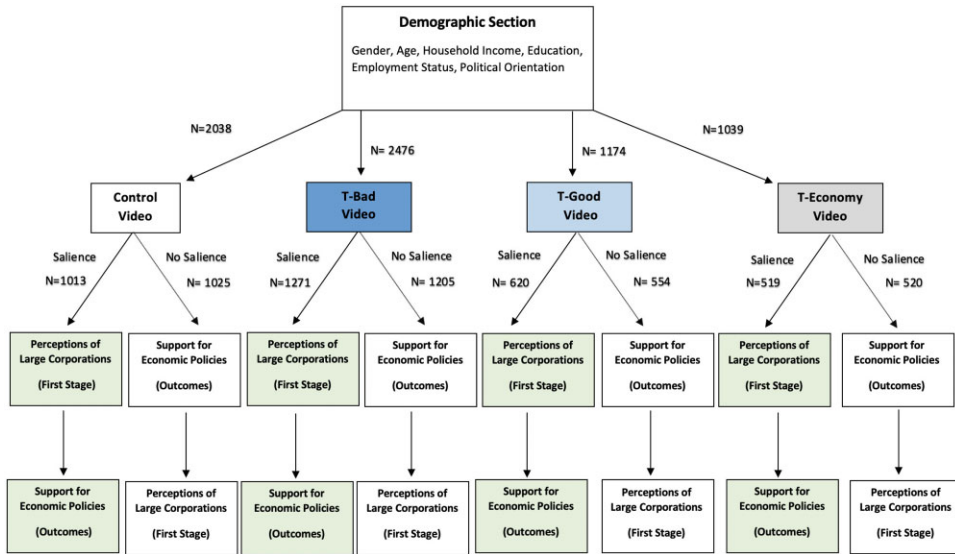 Demographic Section
Gender, Age, Household Income, Education,
Employment Status, Political Orientation
N=2038
N= 2476
N= 1174
N=1039
Control
Video
T-Bad
Video
T-Good
Video
T-Economy
Video
Salience
No Salience
Salience
No Salience
Salience
No Salience
Salience
No Salience
N=1013
N= 1025
N=1271
N= 1205
N= 620
N= 554
N=519
N= 520
Perceptions of
Large Corporations
(First Stage)
Support for
Economic Policies
(Outcomes)
Perceptions of
Large Corporations
(First Stage)
Support for
Economic Policies
(Outcomes)
Perceptions of
Large Corporations
(First Stage)
Support for
Economic Policies
(Outcomes)
Perceptions of
Large Corporations
(First Stage)
Support for
Economic Policies
(Outcomes)
Support for
Economic Policies
(Outcomes)
Perceptions of
Large Corporations
(First Stage)
Support for
Economic Policies
(Outcomes)
Perceptions of
Large Corporations
(First Stage)
Support for
Economic Policies
(Outcomes)
Perceptions of
Large Corporations
(First Stage)
Support for
Economic Policies
(Outcomes)
Perceptions of
Large Corporations
(First Stage)